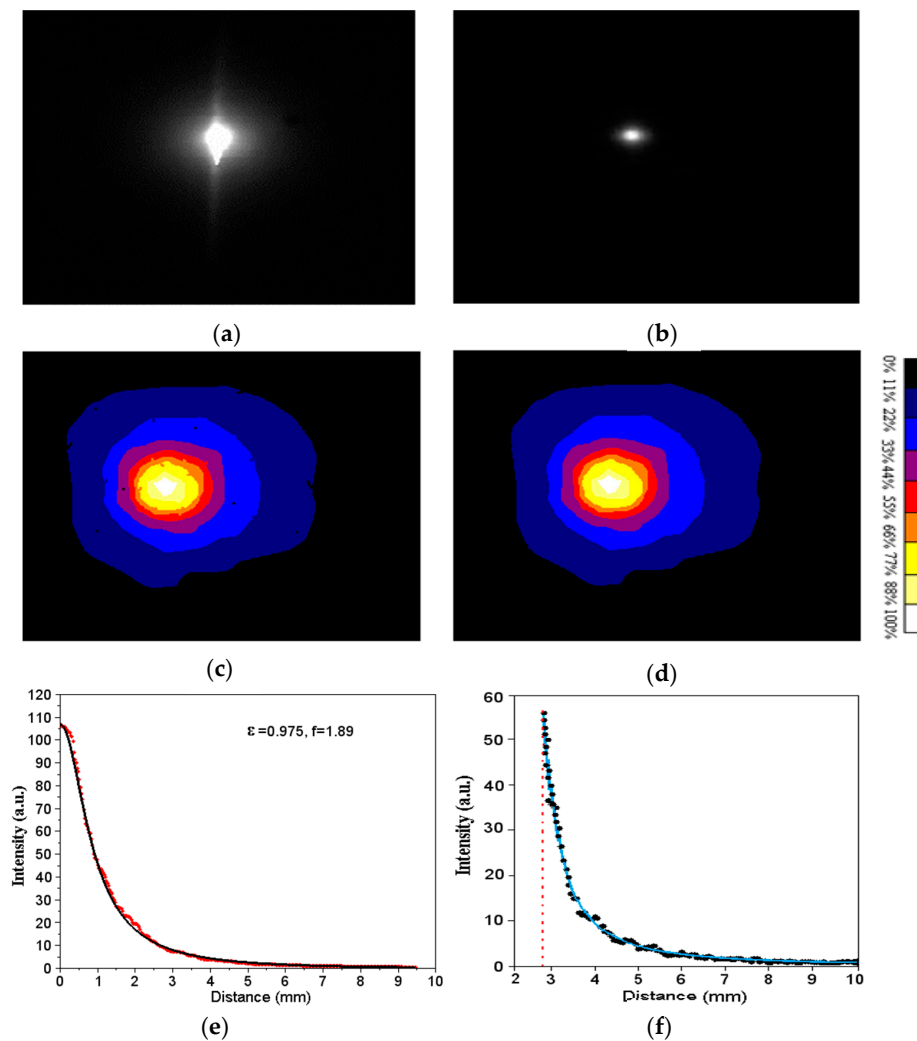 (a)
(b)
0% 11% 22% 33% 44% 55% 66% 77% 88% 100%
(c)
(d)
120
110
100
90
80
70
60
50
40
30
20
10
0
Intensity (a.u.)
ε=0.975, f=1.89
0 1 2 3 4 5 6 7 8 9 10
Distance (mm)
(e)
60
50
40
30
20
10
0
Intensity (a.u.)
2 3 4 5 6 7 8 9 10
Distance (mm)
(f)